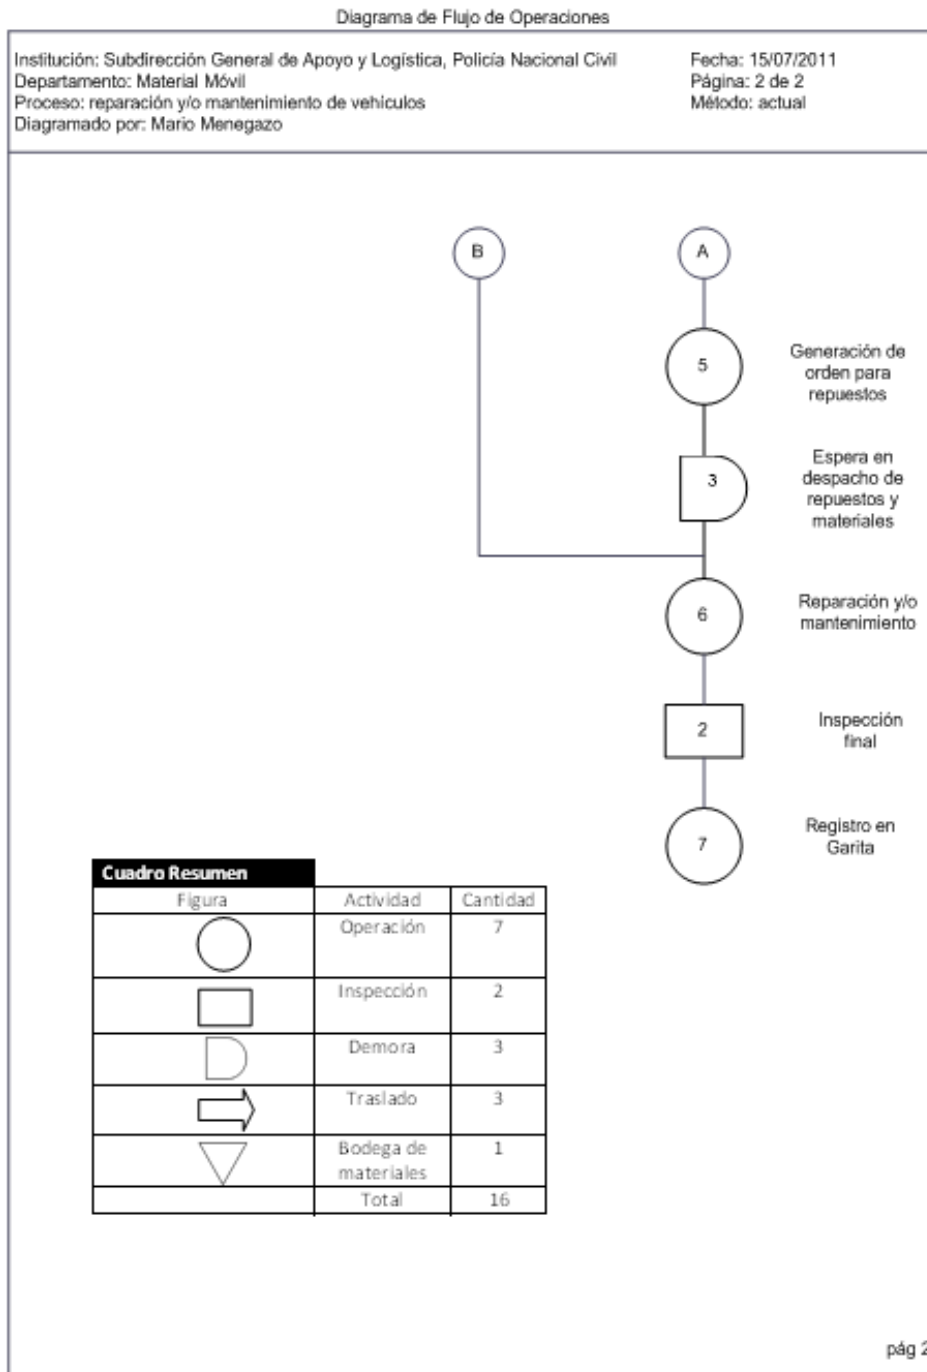 Diagrama de Flujo de Operaciones
Institución: Subdirección General de Apoyo y Logística, Policía Nacional Civil
Fecha: 15/07/2011
Departamento: Material Móvil
Página: 2 de 2
Proceso: reparación y/o mantenimiento de vehiculos
Método: actual
Diagramado por: Mario Menegazo
B
A
5
Generación de
orden para
repuestos
3
Espera en
despacho de
repuestos y
materiales
6
Reparación y/o
mantenimiento
2
Inspección
final
7
Registro en
Garita
Cuadro Resumen
Figura Actividad Cantidad
Operación 7
Inspección 2
Demora 3
Traslado 3
Bodega de 1
materiales
Total 16
pág 2